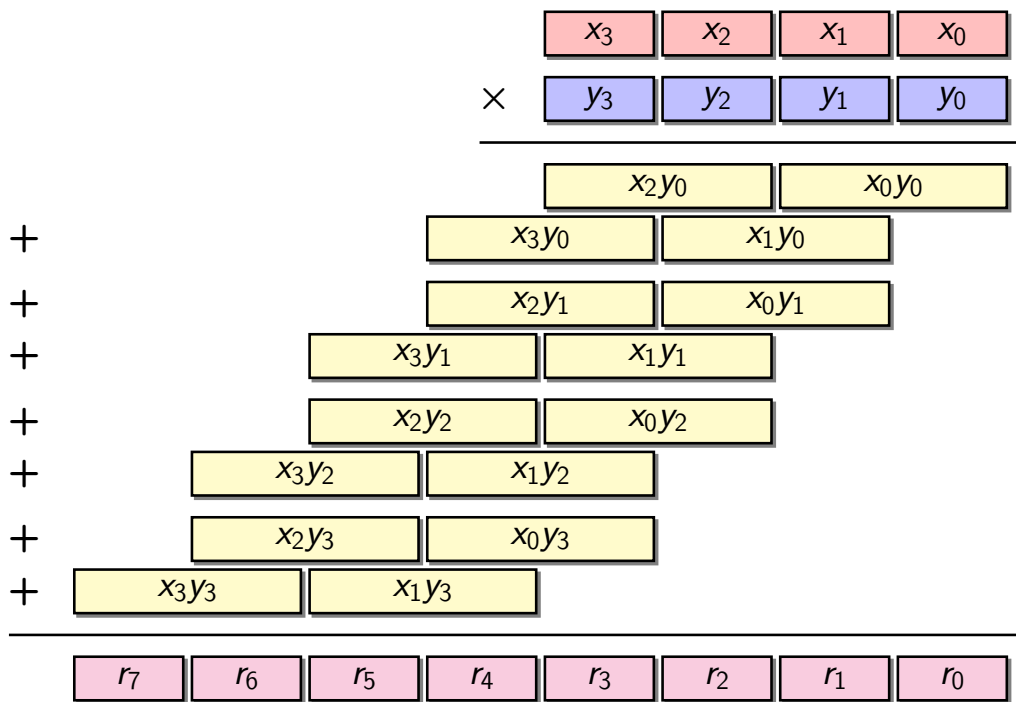 x₃ x₂ x₁ x₀
× y₃ y₂ y₁ y₀
x₂y₀ x₀y₀
+ x₃y₀ x₁y₀
+ x₂y₁ x₀y₁
+ x₃y₁ x₁y₁
+ x₂y₂ x₀y₂
+ x₃y₂ x₁y₂
+ x₂y₃ x₀y₃
+ x₃y₃ x₁y₃
r₇ r₆ r₅ r₄ r₃ r₂ r₁ r₀